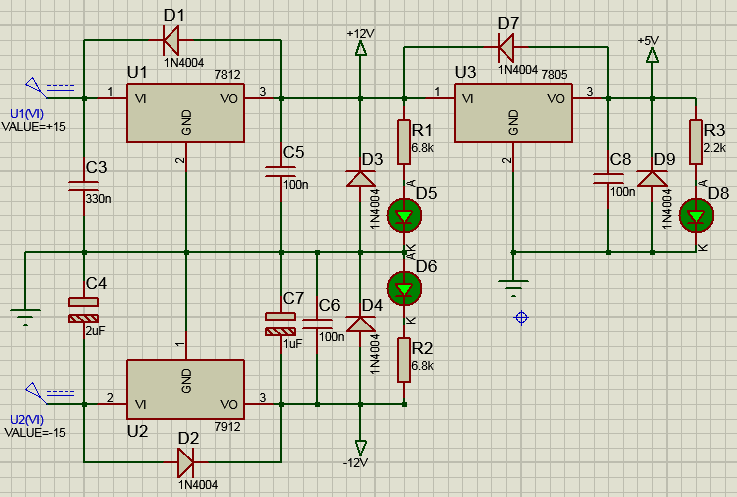 D1
1N4004
U1 7812
1 VI VO 3
GND
2
U1(VI)
VALUE=+15
C3
330n
C5
100n
+12V
D3
1N4004
R1
6.8k
A
D5
K
D7
1N4004
U3 7805
1 VI VO 3
GND
2
+5V
C8
100n
D9
1N4004
R3
2.2k
A
D8
K
C4
2uF
C7
1uF
C6
100n
D4
1N4004
A
D6
K
R2
6.8k
1
GND
2 VI VO 3
U2 7912
U2(VI)
VALUE=-15
D2
1N4004
-12V